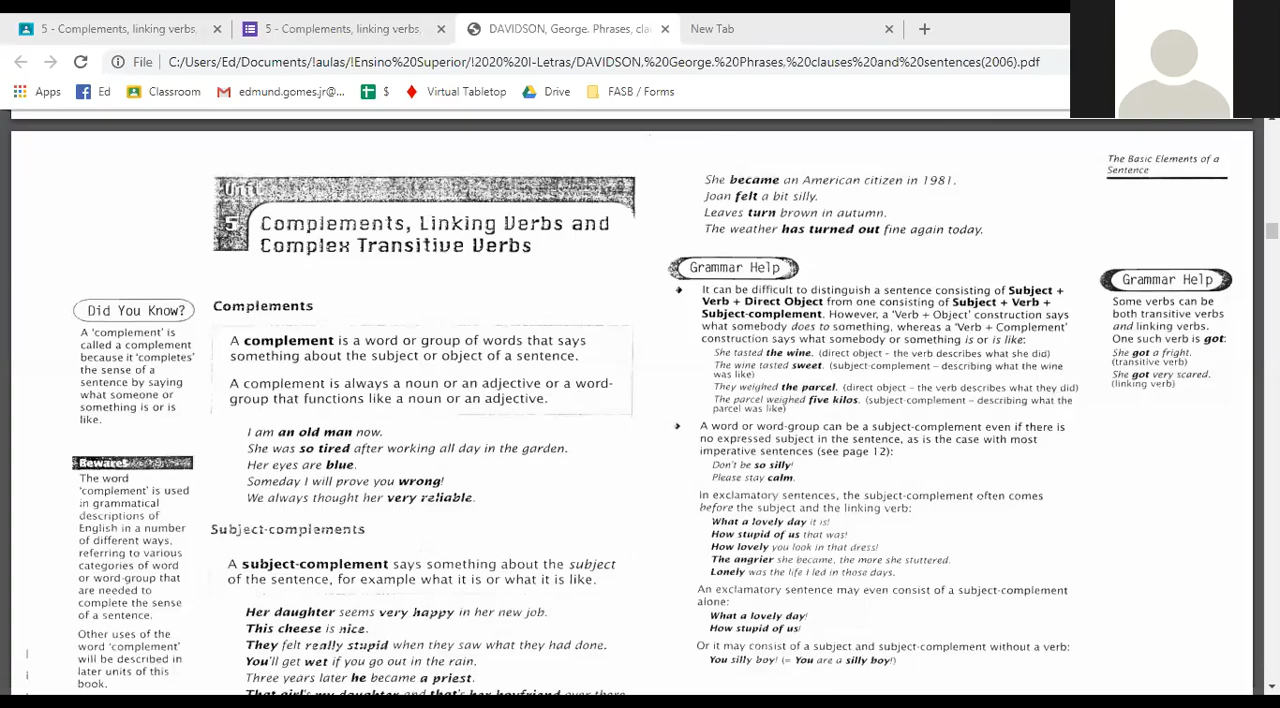 5 - Complements, linking verbs,
5 - Complements, linking verbs,
DAVIDSON, George. Phrases, cla
New Tab
File
C:/Users/Ed/Documents/!aulas/!Ensino%20Superior/!2020%20I-Letras/DAVIDSON,%20George.%20Phrases,%20clauses%20and%20sentences(2006).pdf
Apps
Ed
Classroom
edmund.gomes.jr@...
$
Virtual Tabletop
Drive
FASB / Forms
Unit
5
Complements, Linking Verbs and
Complex Transitive Verbs
Did You Know?
A 'complement' is
called a complement
because it 'completes'
the sense of a
sentence by saying
what someone or
something is or is
like.
Beware!
The word
'complement' is used
in grammatical
descriptions of
English in a number
of different ways,
referring to various
categories of word
or word-group that
are needed to
complete the sense
of a sentence.
Other uses of the
word 'complement'
will be described in
later units of this
book.
Complements
A complement is a word or group of words that says
something about the subject or object of a sentence.
A complement is always a noun or an adjective or a word-
group that functions like a noun or an adjective.
I am an old man now.
She was so tired after working all day in the garden.
Her eyes are blue.
Someday I will prove you wrong!
We always thought her very reliable.
Subject-complements
A subject-complement says something about the subject
of the sentence, for example what it is or what it is like.
Her daughter seems very happy in her new job.
This cheese is nice.
They felt really stupid when they saw what they had done.
You'll get wet if you go out in the rain.
Three years later he became a priest.
That girl's my daughter and that's her boyfriend over there
She became an American citizen in 1981.
Joan felt a bit silly.
Leaves turn brown in autumn.
The weather has turned out fine again today.
Grammar Help
It can be difficult to distinguish a sentence consisting of Subject +
Verb + Direct Object from one consisting of Subject + Verb +
Subject-complement. However, a 'Verb + Object' construction says
what somebody does to something, whereas a 'Verb + Complement'
construction says what somebody or something is or is like:
She tasted the wine. (direct object - the verb describes what she did)
The wine tasted sweet. (subject-complement - describing what the wine
was like)
They weighed the parcel. (direct object - the verb describes what they did)
The parcel weighed five kilos. (subject-complement - describing what the
parcel was like)
A word or word-group can be a subject-complement even if there is
no expressed subject in the sentence, as is the case with most
imperative sentences (see page 12):
Don't be so silly!
Please stay calm.
In exclamatory sentences, the subject-complement often comes
before the subject and the linking verb:
What a lovely day it is!
How stupid of us that was!
How lovely you look in that dress!
The angrier she became, the more she stuttered.
Lonely was the life I led in those days.
An exclamatory sentence may even consist of a subject-complement
alone:
What a lovely day!
How stupid of us!
Or it may consist of a subject and subject-complement without a verb:
You silly boy! (= You are a silly boy!)
The Basic Elements of a
Sentence
Grammar Help
Some verbs can be
both transitive verbs
and linking verbs.
One such verb is got:
She got a fright.
(transitive verb)
She got very scared.
(linking verb)